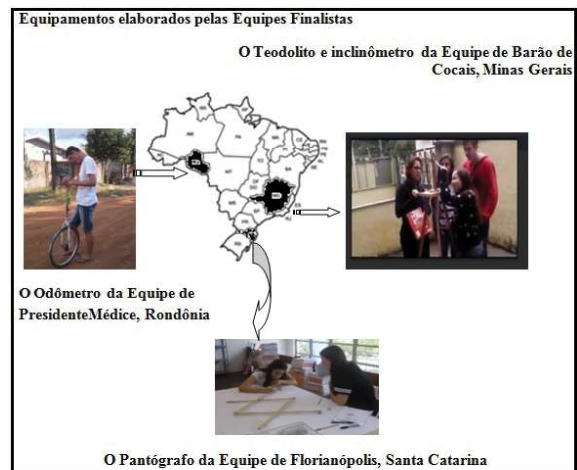 Equipamentos elaborados pelas Equipes Finalistas
O Teodolito e inclinômetro da Equipe de Barão de
Cocais, Minas Gerais
O Odômetro da Equipe de
PresidenteMédice, Rondônia
O Pantógrafo da Equipe de Florianópolis, Santa Catarina